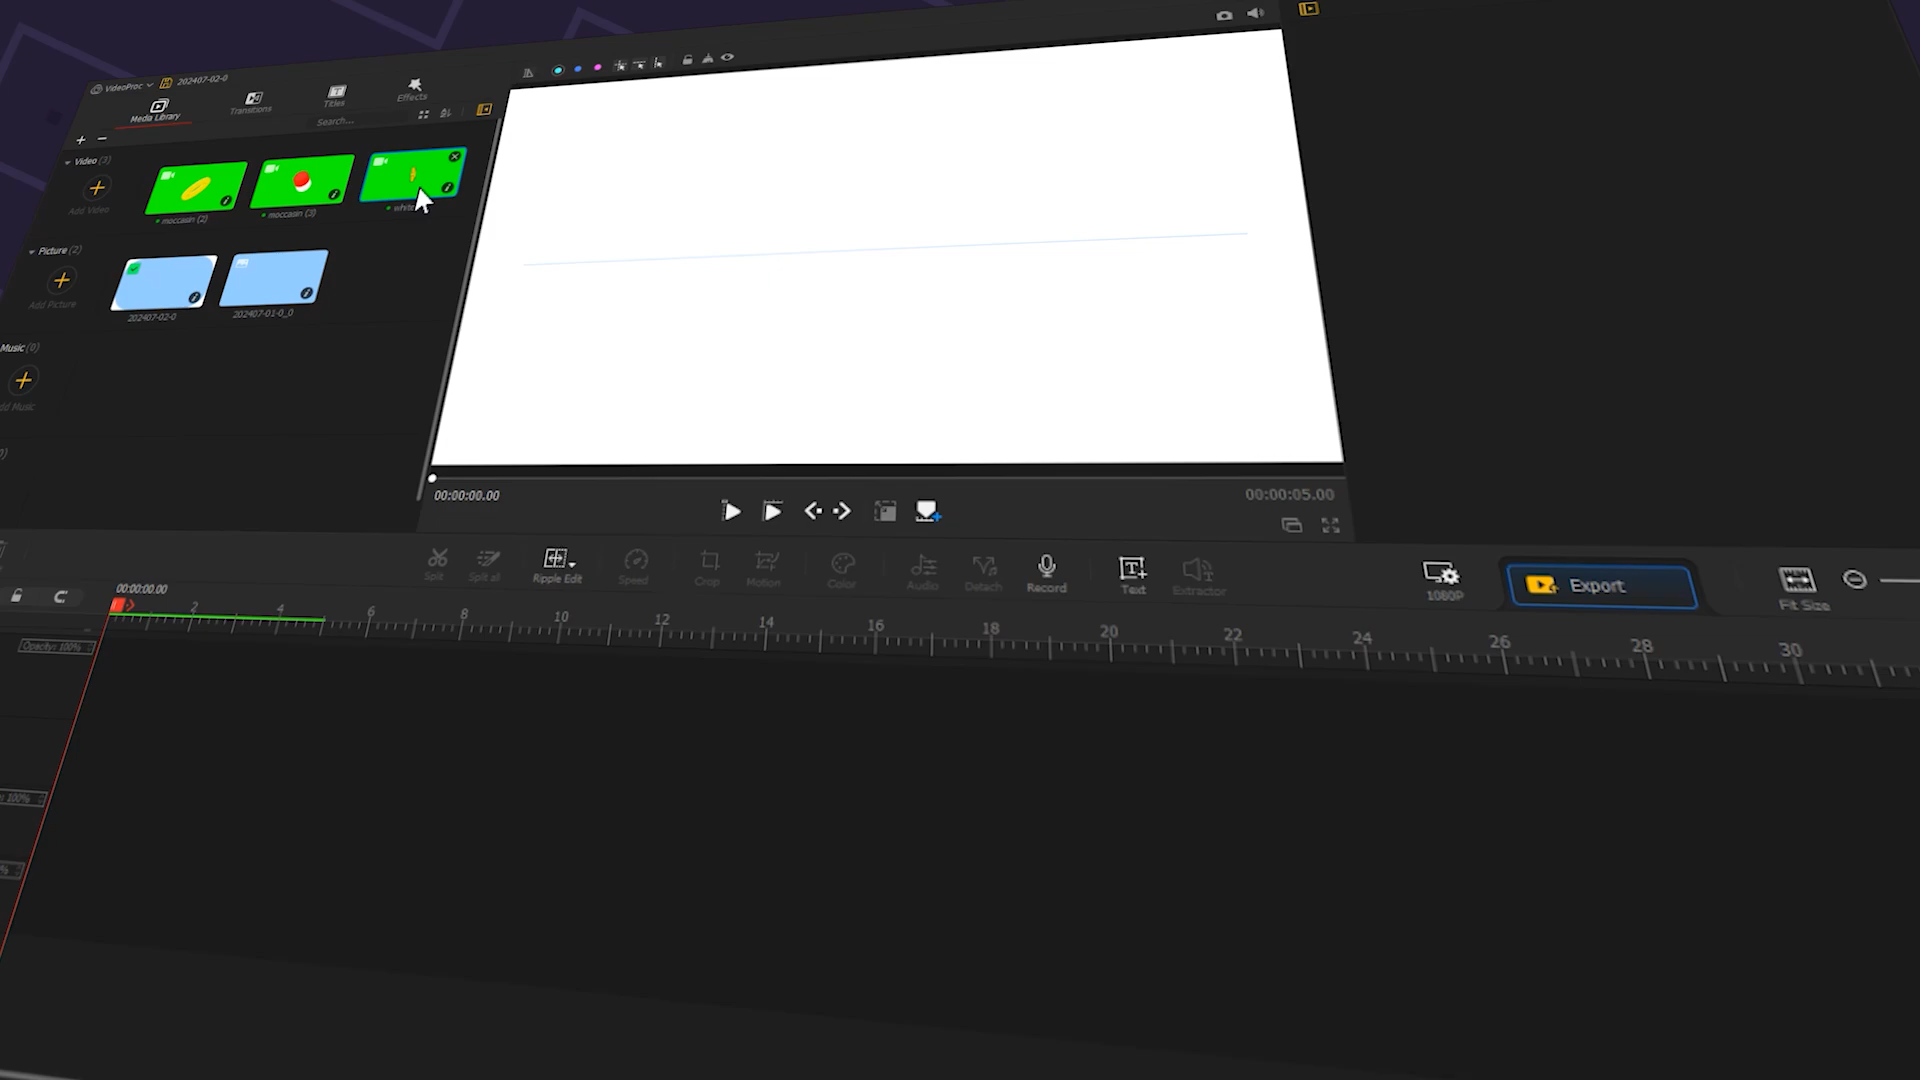 VideoProc
202407-02-0
Media Library
Transitions
Titles
Effects
Search...
Video (3)
Add Video
moccasin (2)
moccasin (3)
Picture (2)
Add Picture
202407-02-0
202407-01-0_0
Music (0)
dd Music
00:00:00.00
00:00:05.00
Split
Split all
Ripple Edit
Speed
Crop
Motion
Color
Audio
Detach
Record
Text
Extractor
1080P
Export
Fit Size
00:00:00.00
2 4 6 8 10 12 14 16 18 20 22 24 26 28 30
Opacity: 100%
100%
%